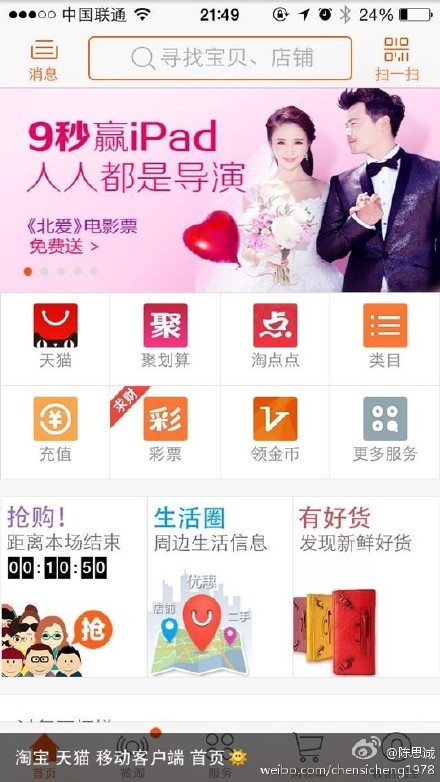 中国联通 21:49 24%
消息
寻找宝贝、店铺
扫一扫
9秒赢iPad
人人都是导演
《北爱》电影票
免费送 >
天猫
聚
聚划算
点
淘点点
类目
充值
求财
彩
彩票
领金币
更多服务
抢购!
距离本场结束
00:10:50
抢
生活圈
周边生活信息
优惠
店铺
二手
有好货
发现新鲜好货
淘宝 天猫 移动客户端 首页
首页
微淘
服务
@陈思诚
weibo.com/chensicheng1978